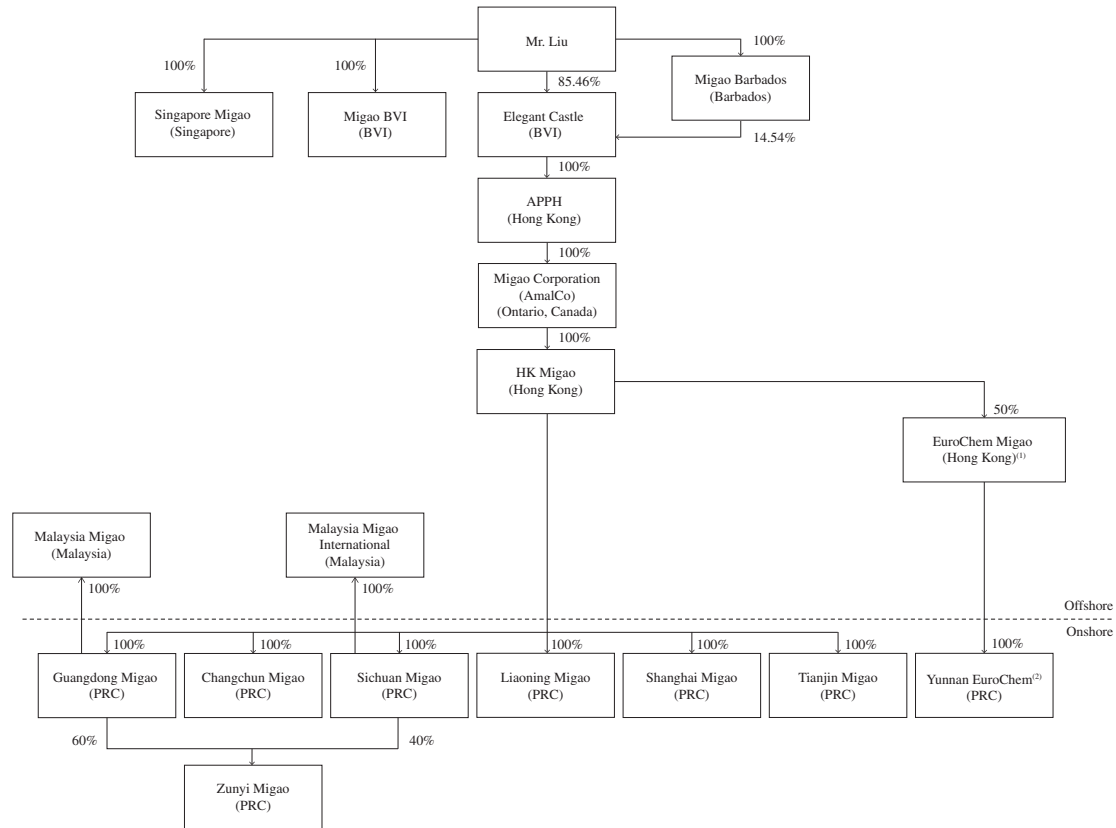 Mr. Liu
100%
100%
100%
85.46%
Migao Barbados
(Barbados)
Singapore Migao
(Singapore)
Migao BVI
(BVI)
Elegant Castle
(BVI)
14.54%
100%
APPH
(Hong Kong)
100%
Migao Corporation
(AmalCo)
(Ontario, Canada)
100%
HK Migao
(Hong Kong)
50%
EuroChem Migao
(Hong Kong)(1)
Malaysia Migao
(Malaysia)
Malaysia Migao
International
(Malaysia)
100%
100%
Offshore
Onshore
100%
100%
100%
100%
100%
100%
100%
Guangdong Migao
(PRC)
Changchun Migao
(PRC)
Sichuan Migao
(PRC)
Liaoning Migao
(PRC)
Shanghai Migao
(PRC)
Tianjin Migao
(PRC)
Yunnan EuroChem(2)
(PRC)
60%
40%
Zunyi Migao
(PRC)